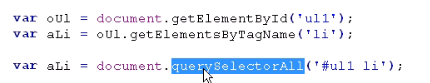 var oUl = document.getElementById('ul1');
var aLi = oUl.getElementsByTagName('li');
var aLi = document.querySelectorAll('#ul1 li');